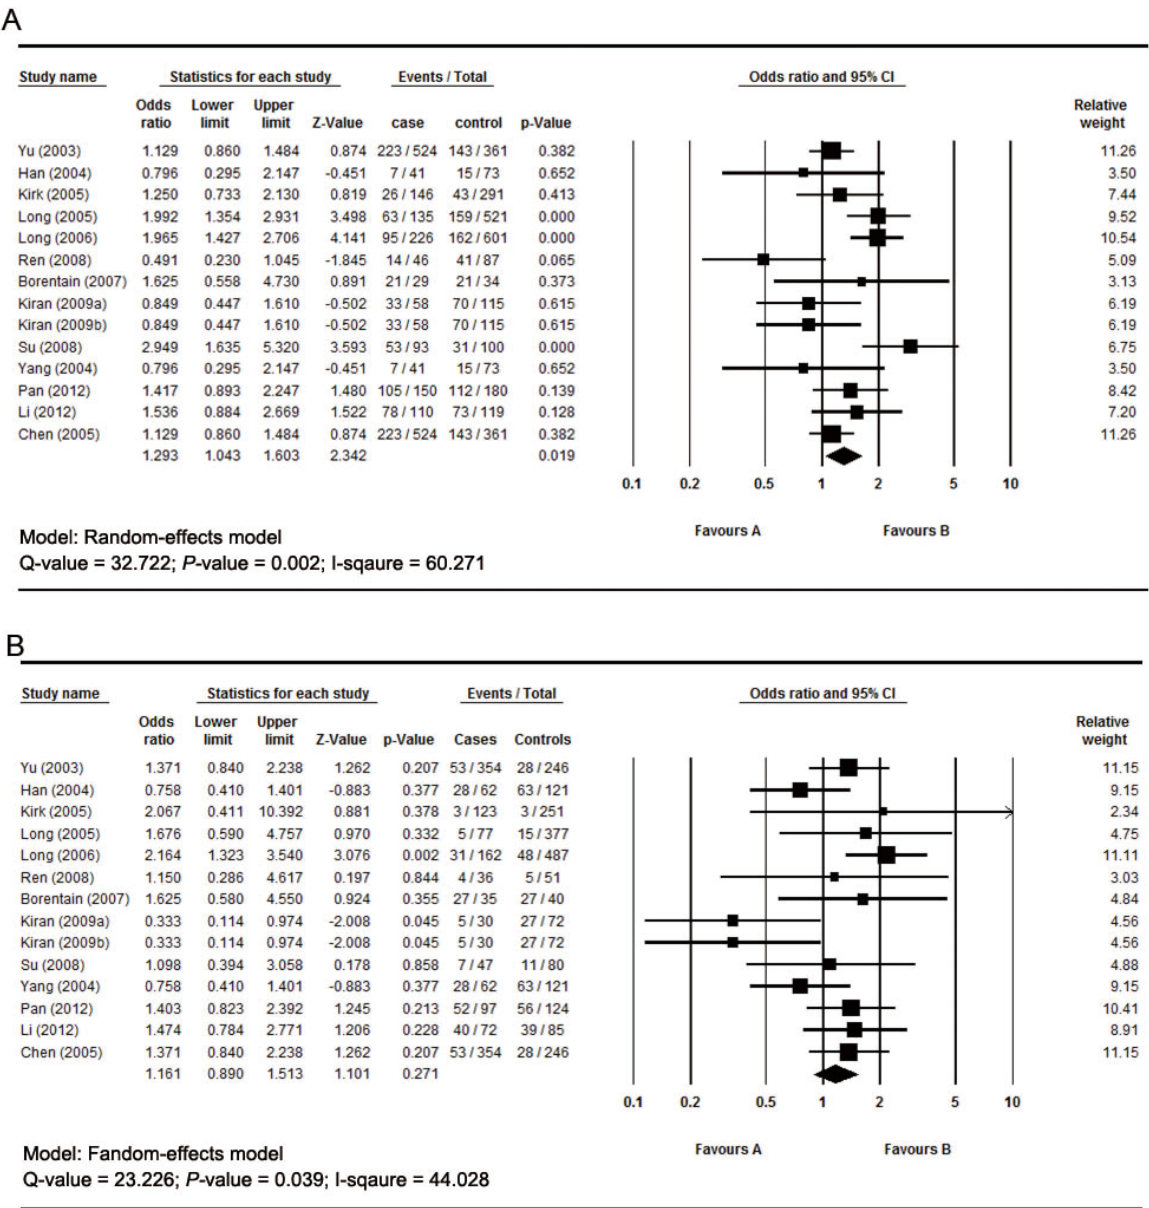 A
Study name Statistics for each study Events / Total Odds ratio and 95% CI
Odds ratio Lower limit Upper limit Z-Value case control p-Value Relative weight
Yu (2003) 1.129 0.860 1.484 0.874 223 / 524 143 / 361 0.382 11.26
Han (2004) 0.796 0.295 2.147 -0.451 7 / 41 15 / 73 0.652 3.50
Kirk (2005) 1.250 0.733 2.130 0.819 26 / 146 43 / 291 0.413 7.44
Long (2005) 1.992 1.354 2.931 3.498 63 / 135 159 / 521 0.000 9.52
Long (2006) 1.965 1.427 2.706 4.141 95 / 226 162 / 601 0.000 10.54
Ren (2008) 0.491 0.230 1.045 -1.845 14 / 46 41 / 87 0.065 5.09
Borentain (2007) 1.625 0.558 4.730 0.891 21 / 29 21 / 34 0.373 3.13
Kiran (2009a) 0.849 0.447 1.610 -0.502 33 / 58 70 / 115 0.615 6.19
Kiran (2009b) 0.849 0.447 1.610 -0.502 33 / 58 70 / 115 0.615 6.19
Su (2008) 2.949 1.635 5.320 3.593 53 / 93 31 / 100 0.000 6.75
Yang (2004) 0.796 0.295 2.147 -0.451 7 / 41 15 / 73 0.652 3.50
Pan (2012) 1.417 0.893 2.247 1.480 105 / 150 112 / 180 0.139 8.42
Li (2012) 1.536 0.884 2.669 1.522 78 / 110 73 / 119 0.128 7.20
Chen (2005) 1.129 0.860 1.484 0.874 223 / 524 143 / 361 0.382 11.26
1.293 1.043 1.603 2.342 0.019
0.1 0.2 0.5 1 2 5 10
Favours A Favours B
Model: Random-effects model
Q-value = 32.722; P-value = 0.002; I-sqaure = 60.271
B
Study name Statistics for each study Events / Total Odds ratio and 95% CI
Odds ratio Lower limit Upper limit Z-Value p-Value Cases Controls Relative weight
Yu (2003) 1.371 0.840 2.238 1.262 0.207 53 / 354 28 / 246 11.15
Han (2004) 0.758 0.410 1.401 -0.883 0.377 28 / 62 63 / 121 9.15
Kirk (2005) 2.067 0.411 10.392 0.881 0.378 3 / 123 3 / 251 2.34
Long (2005) 1.676 0.590 4.757 0.970 0.332 5 / 77 15 / 377 4.75
Long (2006) 2.164 1.323 3.540 3.076 0.002 31 / 162 48 / 487 11.11
Ren (2008) 1.150 0.286 4.617 0.197 0.844 4 / 36 5 / 51 3.03
Borentain (2007) 1.625 0.580 4.550 0.924 0.355 27 / 35 27 / 40 4.84
Kiran (2009a) 0.333 0.114 0.974 -2.008 0.045 5 / 30 27 / 72 4.56
Kiran (2009b) 0.333 0.114 0.974 -2.008 0.045 5 / 30 27 / 72 4.56
Su (2008) 1.098 0.394 3.058 0.178 0.858 7 / 47 11 / 80 4.88
Yang (2004) 0.758 0.410 1.401 -0.883 0.377 28 / 62 63 / 121 9.15
Pan (2012) 1.403 0.823 2.392 1.245 0.213 52 / 97 56 / 124 10.41
Li (2012) 1.474 0.784 2.771 1.206 0.228 40 / 72 39 / 85 8.91
Chen (2005) 1.371 0.840 2.238 1.262 0.207 53 / 354 28 / 246 11.15
1.161 0.890 1.513 1.101 0.271
0.1 0.2 0.5 1 2 5 10
Favours A Favours B
Model: Fandom-effects model
Q-value = 23.226; P-value = 0.039; I-sqaure = 44.028